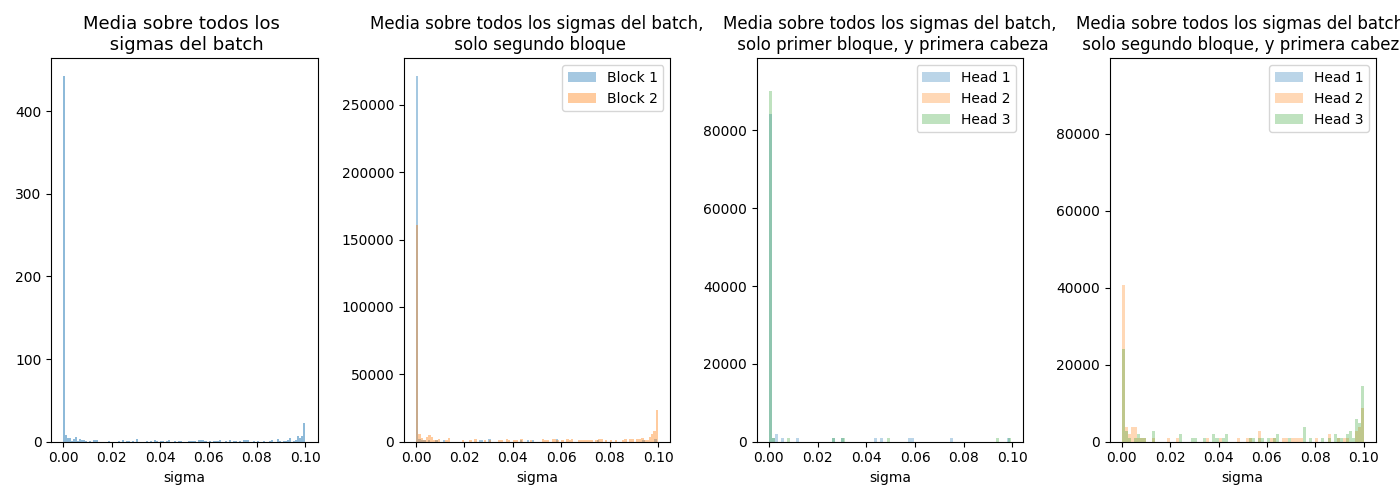 Media sobre todos los
sigmas del batch
400
300
200
100
0
0.00 0.02 0.04 0.06 0.08 0.10
sigma
Media sobre todos los sigmas del batch,
solo segundo bloque
Block 1
Block 2
250000
200000
150000
100000
50000
0
0.00 0.02 0.04 0.06 0.08 0.10
sigma
Media sobre todos los sigmas del batch,
solo primer bloque, y primera cabeza
Head 1
Head 2
Head 3
80000
60000
40000
20000
0
0.00 0.02 0.04 0.06 0.08 0.10
sigma
Media sobre todos los sigmas del batch
solo segundo bloque, y primera cabez
Head 1
Head 2
Head 3
80000
60000
40000
20000
0
0.00 0.02 0.04 0.06 0.08 0.10
sigma